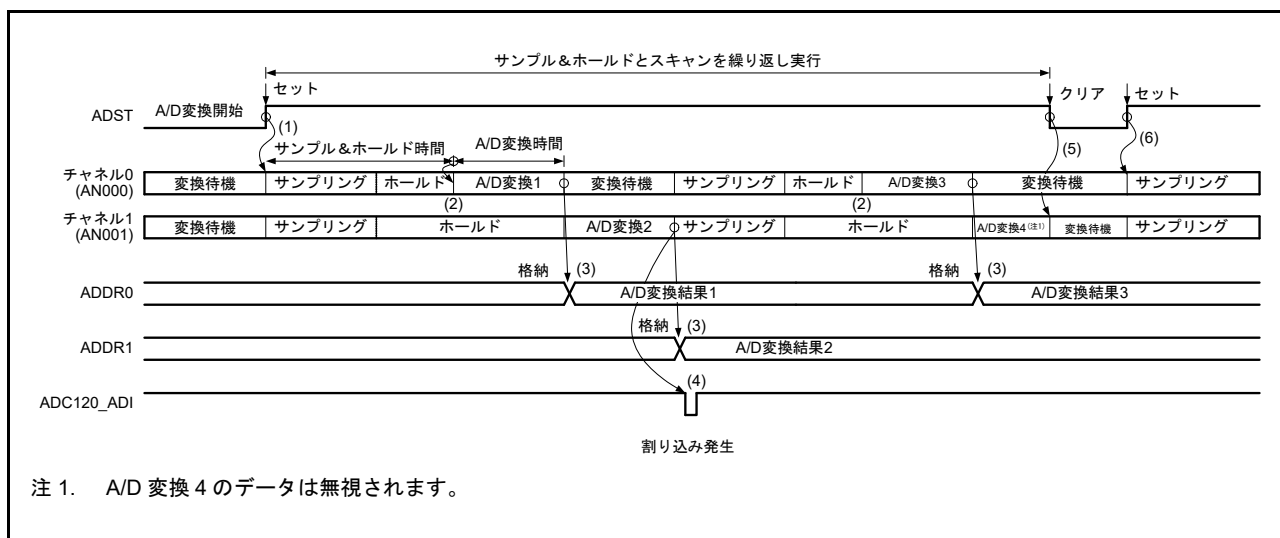 サンプル＆ホールドとスキャンを繰り返し実行
セット
クリア
セット
ADST
A/D変換開始
(1)
(5)
(6)
サンプル＆ホールド時間
A/D変換時間
チャネル0
(AN000)
変換待機 サンプリング ホールド A/D変換1 変換待機 サンプリング ホールド A/D変換3 変換待機 サンプリング
(2)
(2)
チャネル1
(AN001)
変換待機 サンプリング ホールド A/D変換2 サンプリング ホールド A/D変換4(注1) 変換待機 サンプリング
格納 (3)
格納 (3)
ADDR0
A/D変換結果1
A/D変換結果3
格納 (3)
ADDR1
A/D変換結果2
(4)
ADC120_ADI
割り込み発生
注 1. A/D 変換 4 のデータは無視されます。